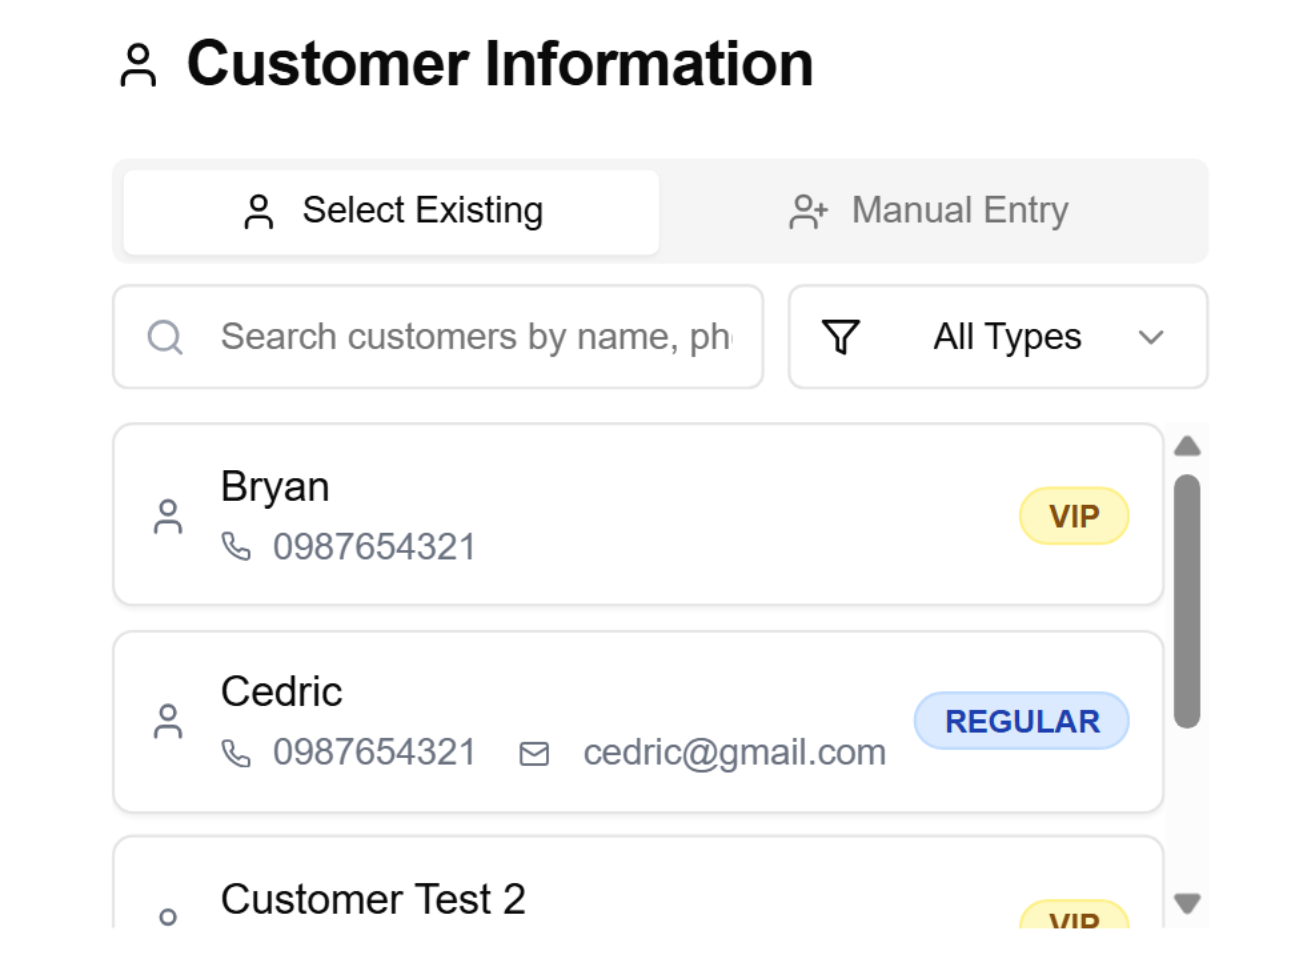 Customer Information
Select Existing
Manual Entry
Search customers by name, ph
All Types
Bryan
0987654321
VIP
Cedric
0987654321 cedric@gmail.com
REGULAR
Customer Test 2
VIP